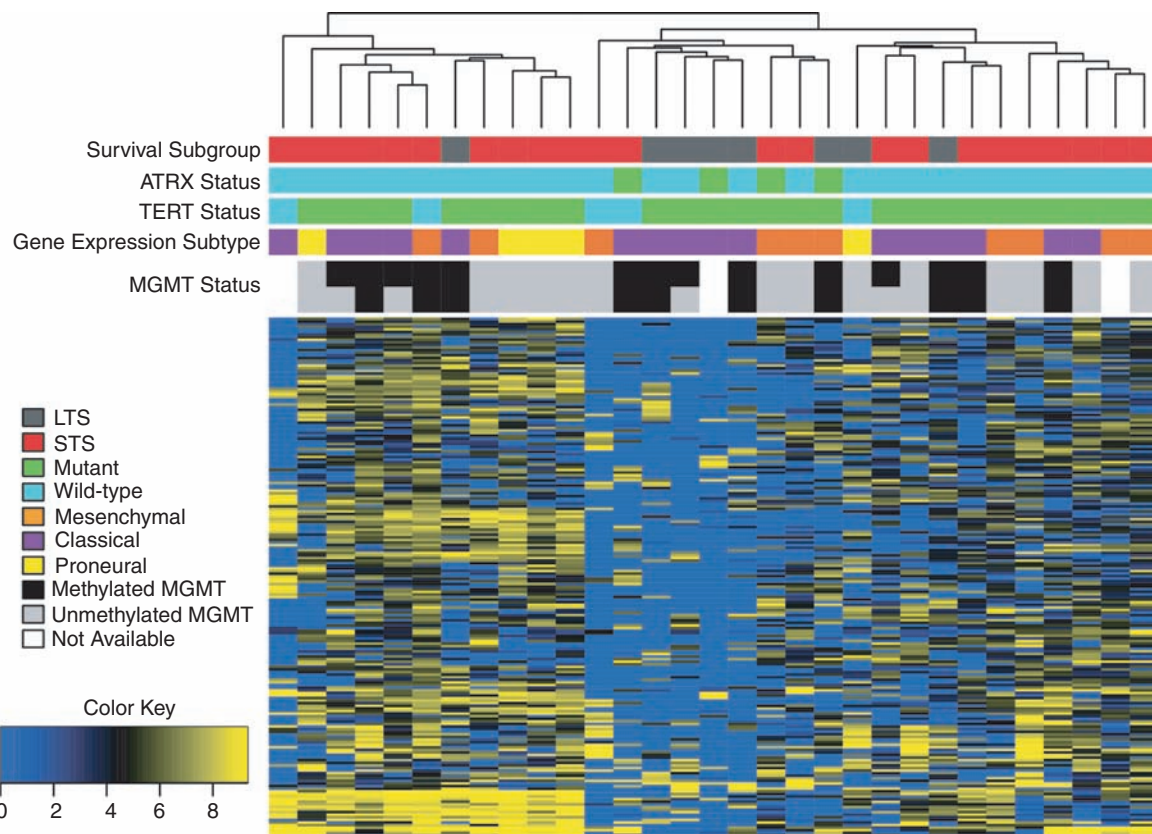 Survival Subgroup
ATRX Status
TERT Status
Gene Expression Subtype
MGMT Status
LTS
STS
Mutant
Wild-type
Mesenchymal
Classical
Proneural
Methylated MGMT
Unmethylated MGMT
Not Available
Color Key
0 2 4 6 8